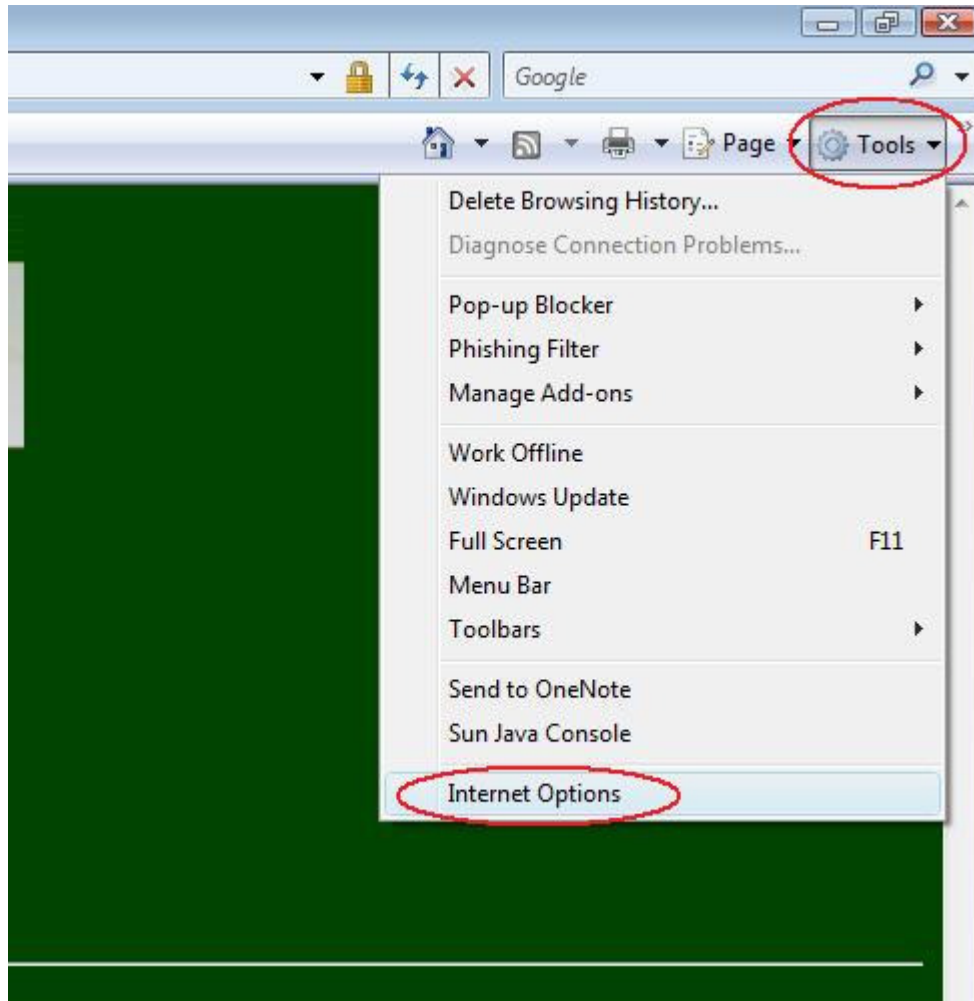 Google
Page
Tools
Delete Browsing History...
Diagnose Connection Problems...
Pop-up Blocker
Phishing Filter
Manage Add-ons
Work Offline
Windows Update
Full Screen F11
Menu Bar
Toolbars
Send to OneNote
Sun Java Console
Internet Options